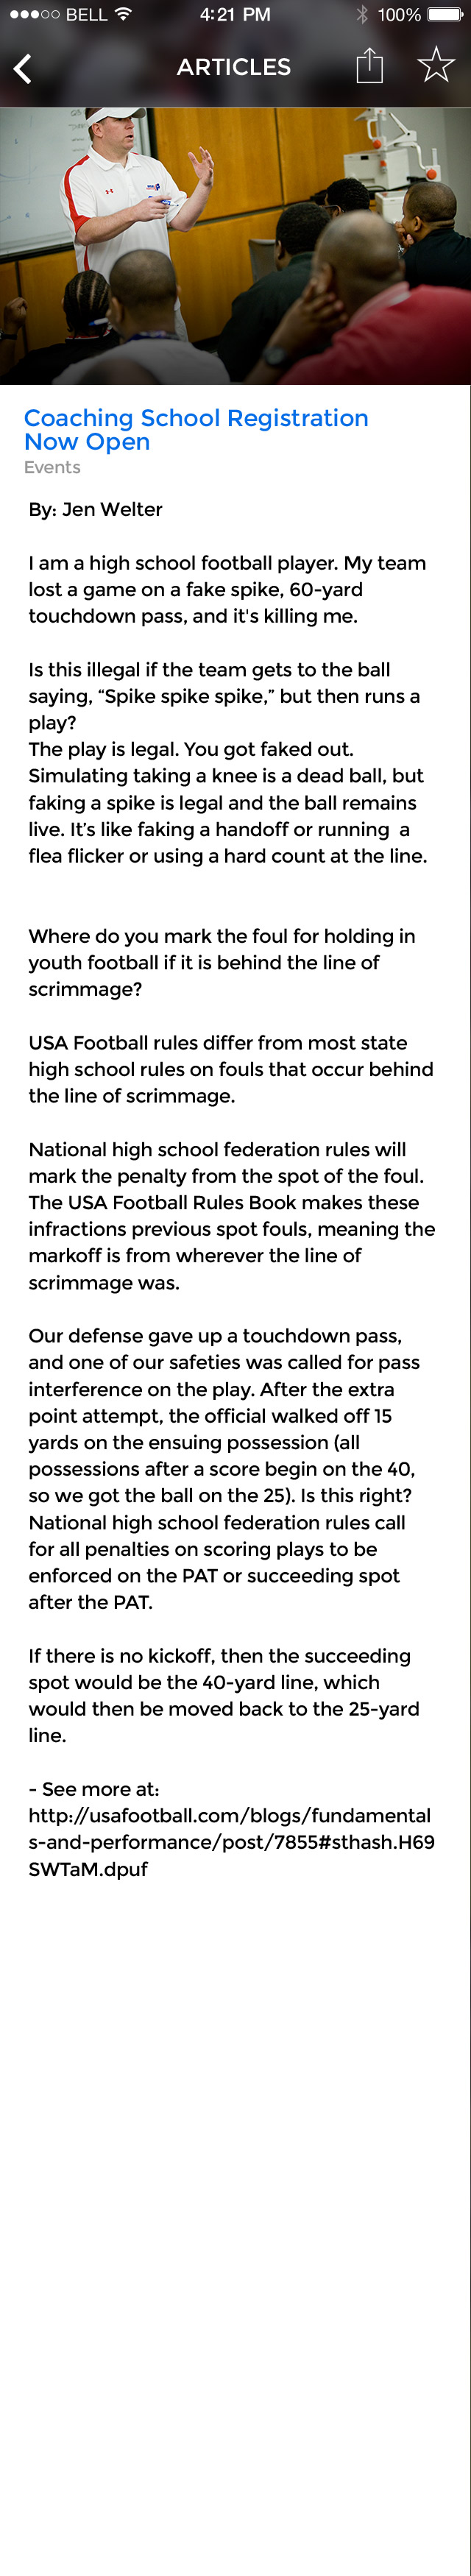 BELL 4:21 PM 100%
ARTICLES
Coaching School Registration
Now Open
Events
By: Jen Welter
I am a high school football player. My team
lost a game on a fake spike, 60-yard
touchdown pass, and it's killing me.
Is this illegal if the team gets to the ball
saying, “Spike spike spike,” but then runs a
play?
The play is legal. You got faked out.
Simulating taking a knee is a dead ball, but
faking a spike is legal and the ball remains
live. It’s like faking a handoff or running  a
flea flicker or using a hard count at the line.
Where do you mark the foul for holding in
youth football if it is behind the line of
scrimmage?
USA Football rules differ from most state
high school rules on fouls that occur behind
the line of scrimmage.
National high school federation rules will
mark the penalty from the spot of the foul.
The USA Football Rules Book makes these
infractions previous spot fouls, meaning the
markoff is from wherever the line of
scrimmage was.
Our defense gave up a touchdown pass,
and one of our safeties was called for pass
interference on the play. After the extra
point attempt, the official walked off 15
yards on the ensuing possession (all
possessions after a score begin on the 40,
so we got the ball on the 25). Is this right?
National high school federation rules call
for all penalties on scoring plays to be
enforced on the PAT or succeeding spot
after the PAT.
If there is no kickoff, then the succeeding
spot would be the 40-yard line, which
would then be moved back to the 25-yard
line.
- See more at:
http://usafootball.com/blogs/fundamental
s-and-performance/post/7855#sthash.H69
SWTaM.dpuf